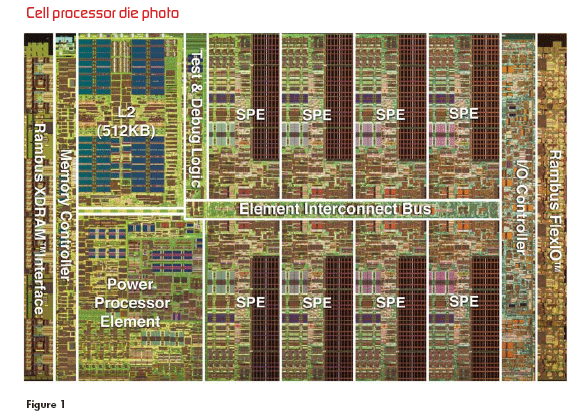 Cell processor die photo
Rambus XDRAM™ Interface
Memory Controller
L2
(512KB)
Test & Debug Logic
SPE
SPE
SPE
SPE
I/O Controller
Rambus FlexIO™
Element Interconnect Bus
Power
Processor
Element
SPE
SPE
SPE
SPE
Figure 1